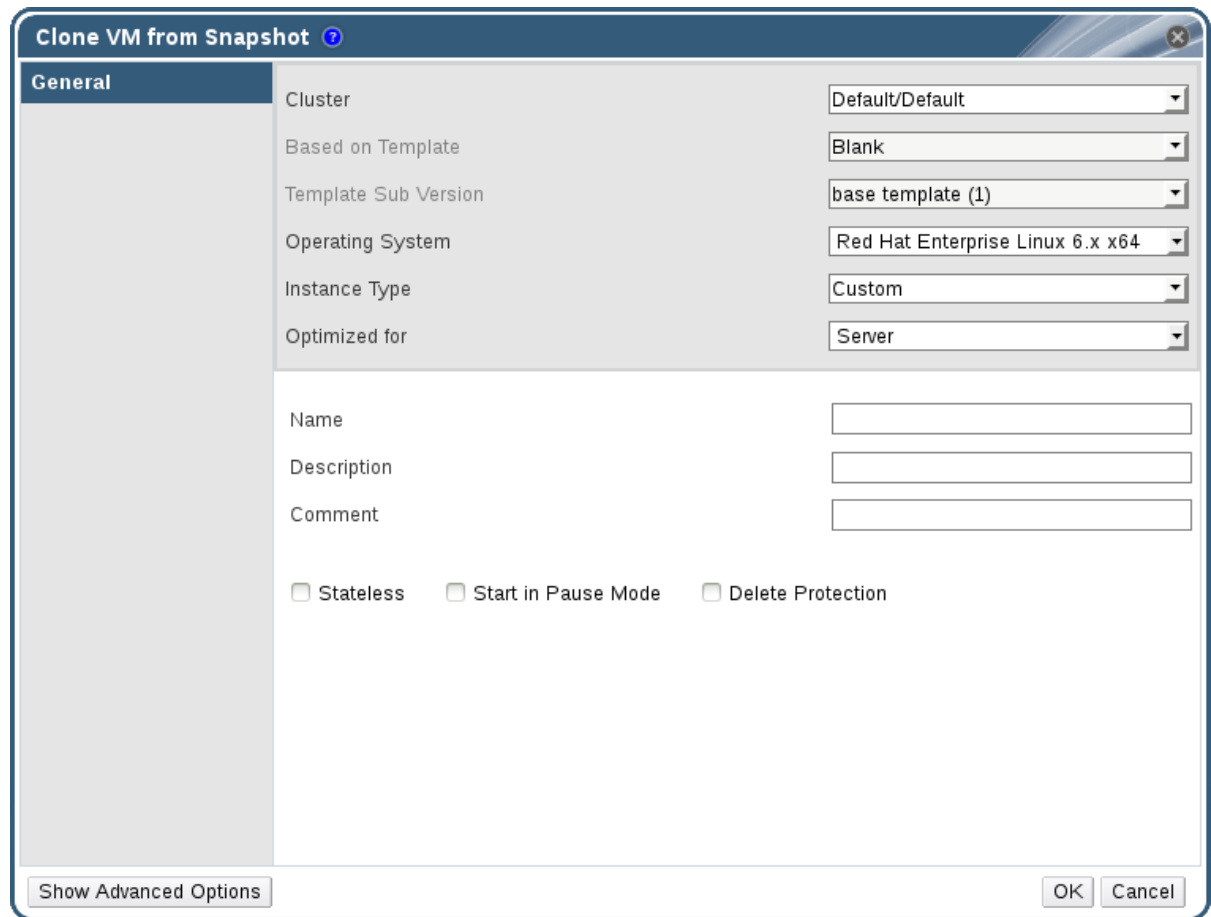 Clone VM from Snapshot ?
General
Cluster Default/Default
Based on Template Blank
Template Sub Version base template (1)
Operating System Red Hat Enterprise Linux 6.x x64
Instance Type Custom
Optimized for Server
Name
Description
Comment
Stateless Start in Pause Mode Delete Protection
Show Advanced Options OK Cancel